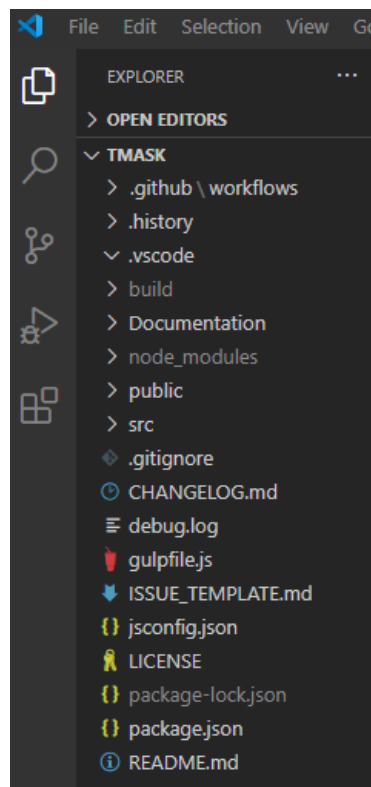 File Edit Selection View Go
EXPLORER ...
OPEN EDITORS
TMASK
.github \ workflows
.history
.vscode
build
Documentation
node_modules
public
src
.gitignore
CHANGELOG.md
debug.log
gulpfile.js
ISSUE_TEMPLATE.md
jsconfig.json
LICENSE
package-lock.json
package.json
README.md